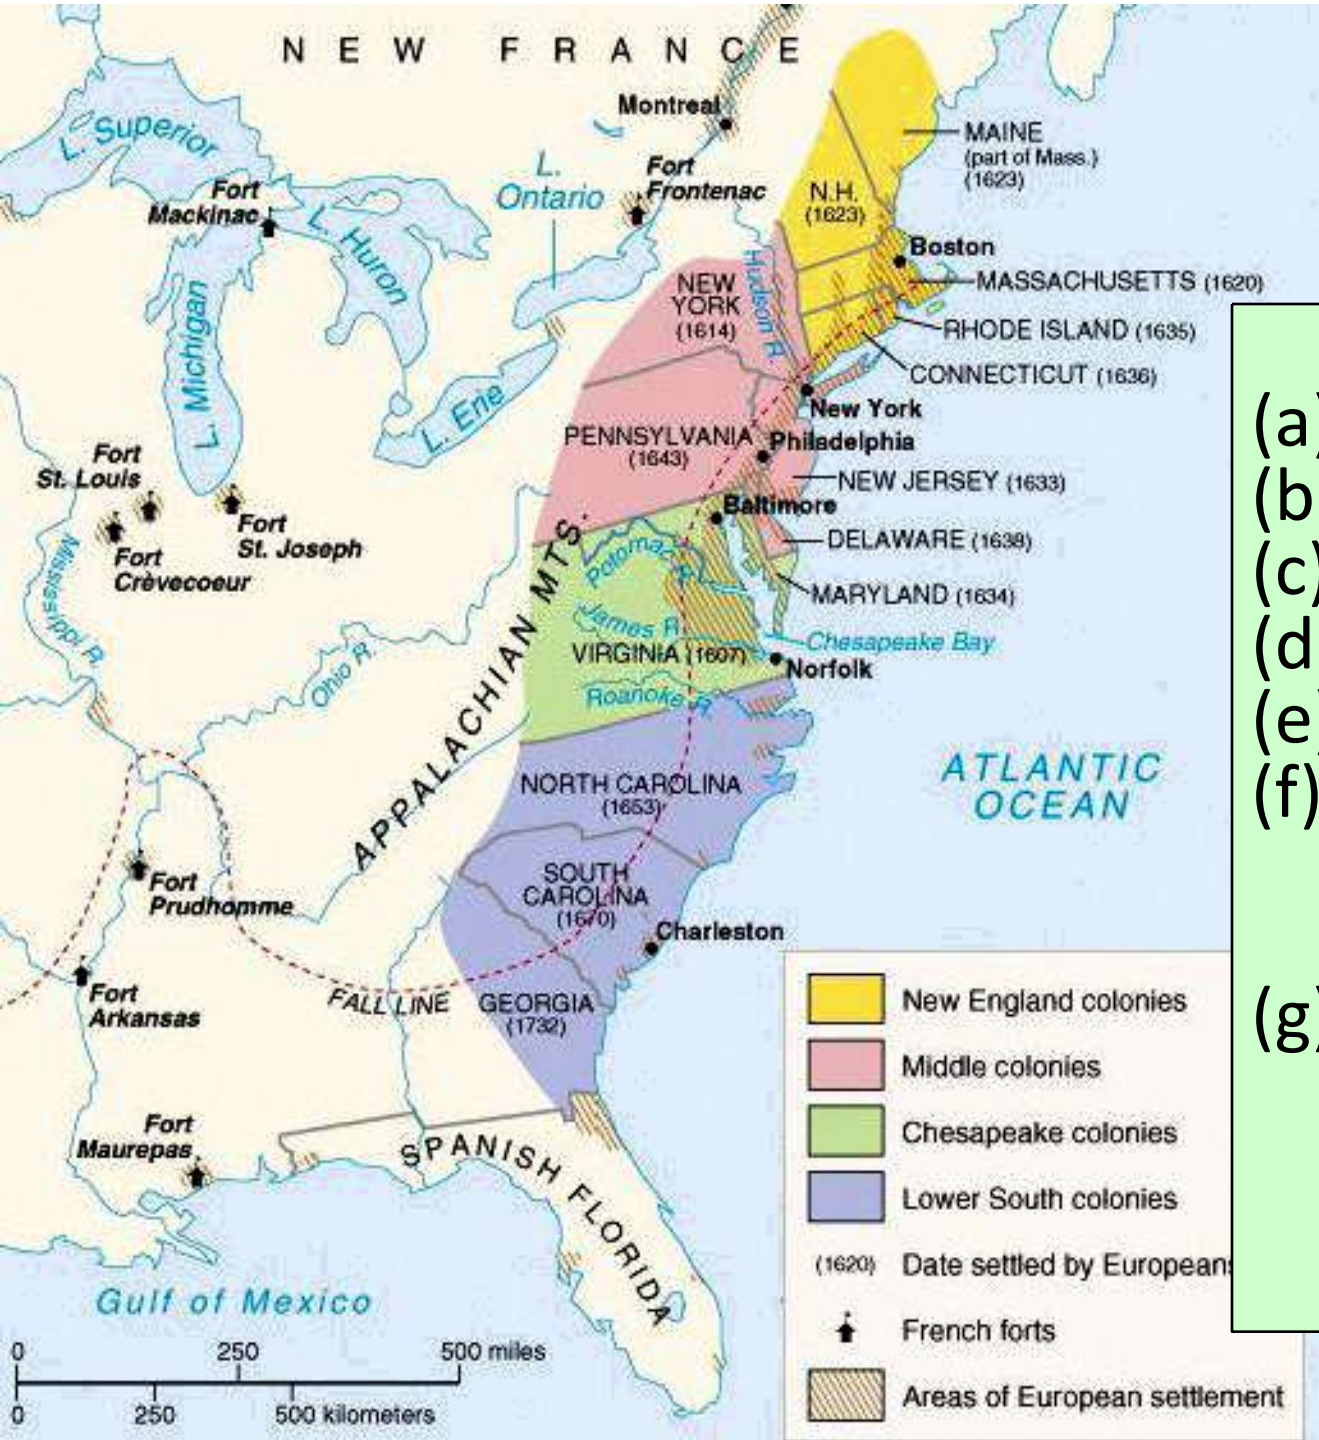 NEW FRANCE
Montreal
L. Superior
Fort
Mackinac
L. Huron
L. Michigan
L.
Ontario
Fort
Frontenac
L. Erie
MAINE
(part of Mass.)
(1623)
N.H.
(1623)
Boston
MASSACHUSETTS (1620)
RHODE ISLAND (1635)
CONNECTICUT (1636)
NEW
YORK
(1614)
Hudson R.
New York
PENNSYLVANIA
(1643)
Philadelphia
NEW JERSEY (1633)
Baltimore
DELAWARE (1638)
MARYLAND (1634)
Chesapeake Bay
Potomac R.
James R.
VIRGINIA (1607)
Norfolk
Roanoke R.
Fort
St. Louis
Fort
Crèvecoeur
Fort
St. Joseph
Mississippi R.
Ohio R.
APPALACHIAN MTS.
NORTH CAROLINA
(1653)
SOUTH
CAROLINA
(1670)
Charleston
GEORGIA
(1732)
FALL LINE
Fort
Prudhomme
Fort
Arkansas
Fort
Maurepas
SPANISH FLORIDA
ATLANTIC
OCEAN
Gulf of Mexico
0 250 500 miles
0 250 500 kilometers
New England colonies
Middle colonies
Chesapeake colonies
Lower South colonies
(1620) Date settled by Europeans
French forts
Areas of European settlement
(a)
(b
(c)
(d
(e)
(f)
(g)